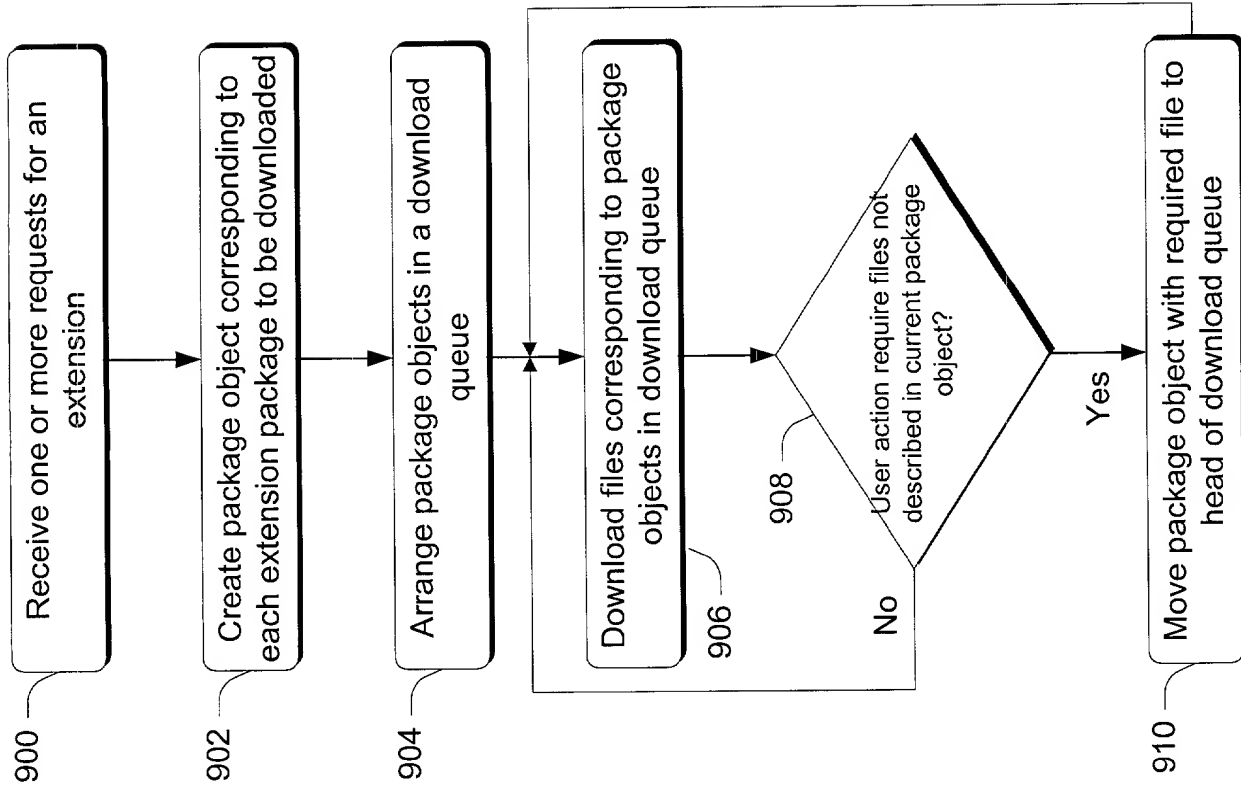 900
Receive one or more requests for an
extension
902
Create package object corresponding to
each extension package to be downloaded
904
Arrange package objects in a download
queue
Download files corresponding to package
objects in download queue
906
908
User action require files not
described in current package
object?
No
Yes
910
Move package object with required file to
head of download queue